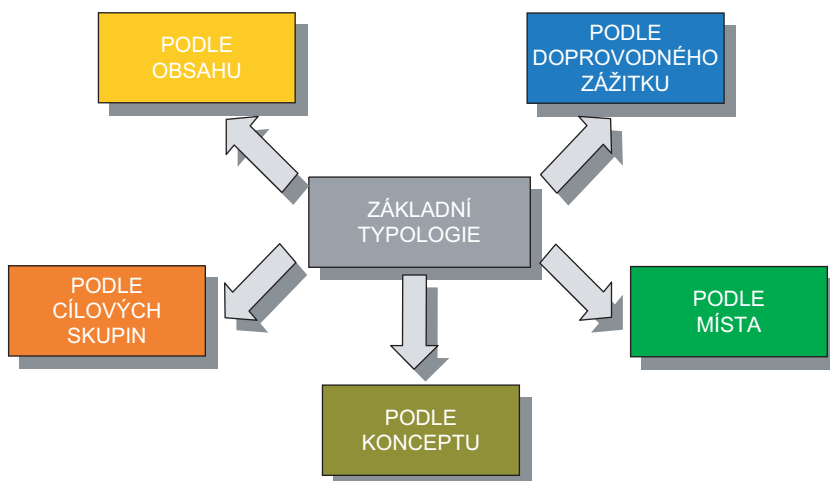 PODLE
OBSAHU
PODLE
DOPROVODNÉHO
ZÁŽITKU
ZÁKLADNÍ
TYPOLOGIE
PODLE
CÍLOVÝCH
SKUPIN
PODLE
MÍSTA
PODLE
KONCEPTU